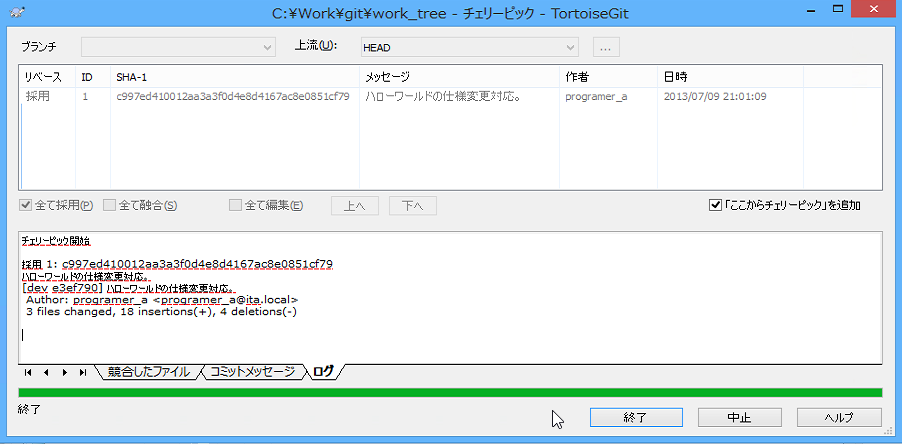 C:¥Work¥git¥work_tree - チェリーピック - TortoiseGit
ブランチ 上流(U): HEAD ...
リベース ID SHA-1 メッセージ 作者 日時
採用 1 c997ed410012aa3a3f0d4e8d4167ac8e0851cf79 ハローワールドの仕様変更対応。 programer_a 2013/07/09 21:01:09
全て採用(P) 全て融合(S) 全て編集(E) 上へ 下へ 「ここからチェリーピック」を追加
チェリーピック開始
採用 1: c997ed410012aa3a3f0d4e8d4167ac8e0851cf79
ハローワールドの仕様変更対応。
[dev e3ef790] ハローワールドの仕様変更対応。
Author: programer_a <programer_a@ita.local>
3 files changed, 18 insertions(+), 4 deletions(-)
競合したファイル コミットメッセージ ログ
終了
終了 中止 ヘルプ